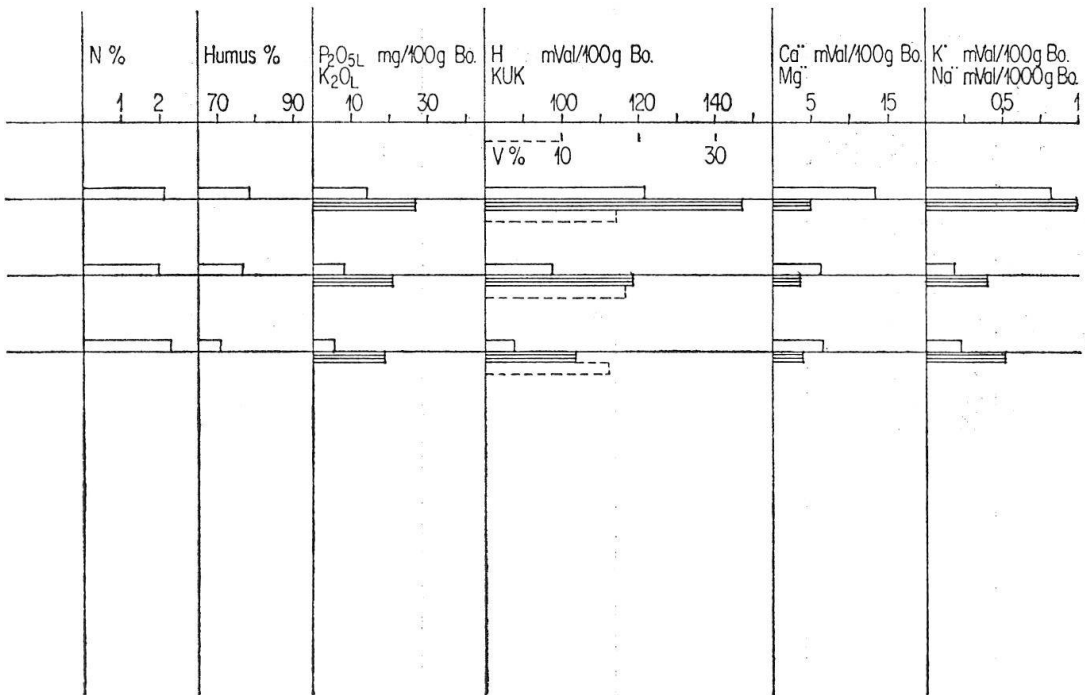 N %
1 2
Humus %
70 90
P₂O₅L mg/100g Bo.
K₂OL
10 30
H mVal/100g Bo.
KUK
100 120 140
V % 10 30
Ca¨ mVal/100g Bo.
Mg¨
5 15
K˙ mVal/100g Bo.
Na¨ mVal/1000g Bo.
0,5 1